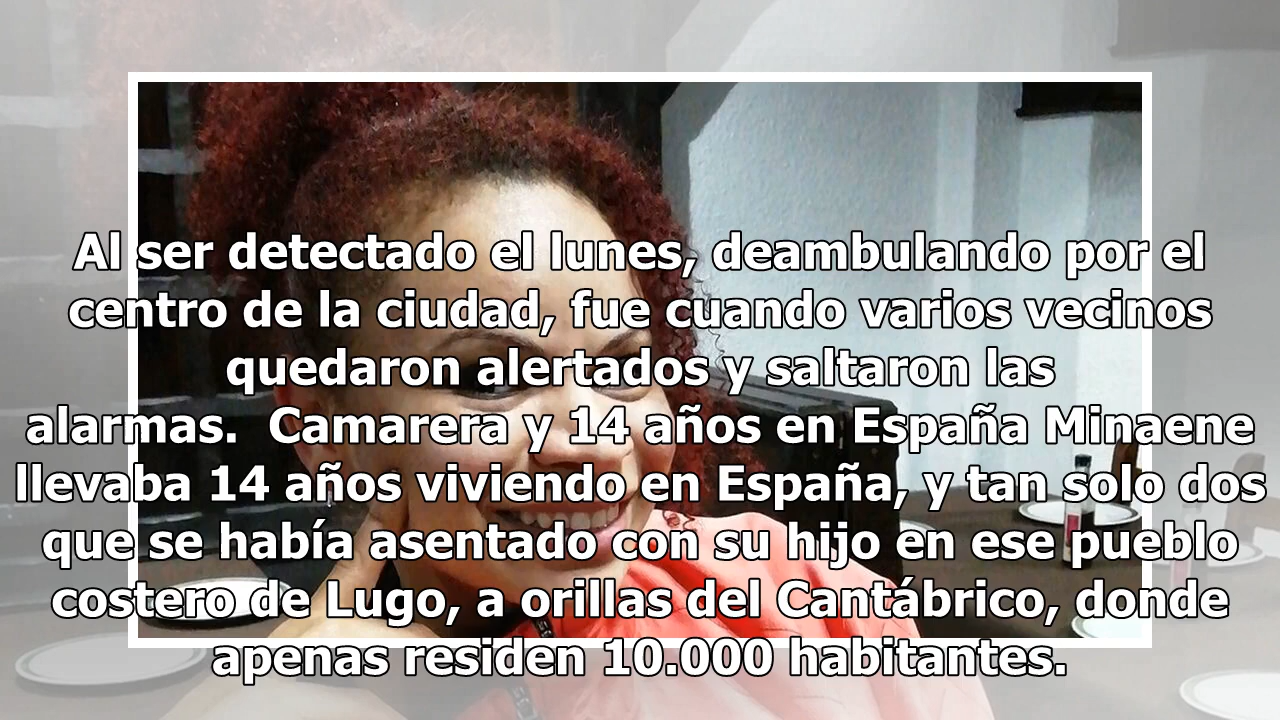 Al ser detectado el lunes, deambulando por el
centro de la ciudad, fue cuando varios vecinos
quedaron alertados y saltaron las
alarmas.  Camarera y 14 años en España Minaene
llevaba 14 años viviendo en España, y tan solo dos
que se había asentado con su hijo en ese pueblo
costero de Lugo, a orillas del Cantábrico, donde
apenas residen 10.000 habitantes.